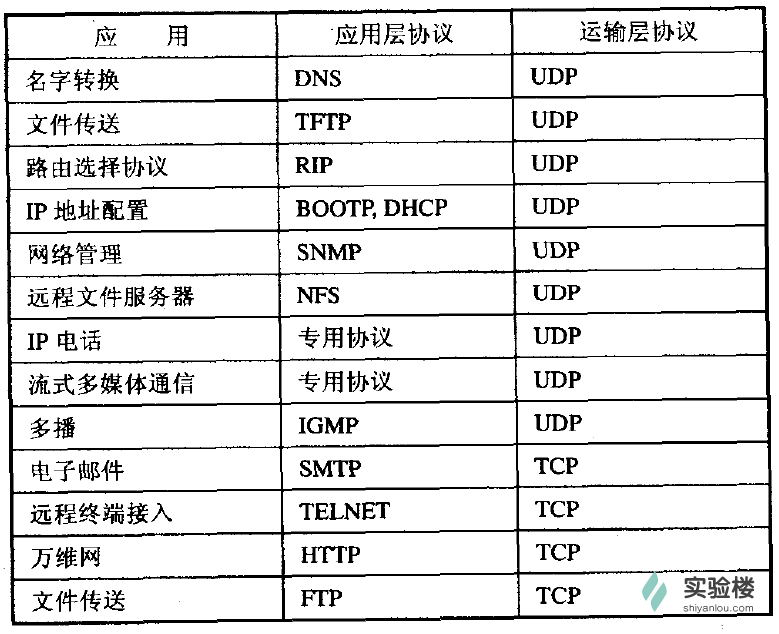 应 用 应用层协议 运输层协议
名字转换 DNS UDP
文件传送 TFTP UDP
路由选择协议 RIP UDP
IP 地址配置 BOOTP, DHCP UDP
网络管理 SNMP UDP
远程文件服务器 NFS UDP
IP 电话 专用协议 UDP
流式多媒体通信 专用协议 UDP
多播 IGMP UDP
电子邮件 SMTP TCP
远程终端接入 TELNET TCP
万维网 HTTP TCP
文件传送 FTP TCP
实验楼
shiyanlou.com